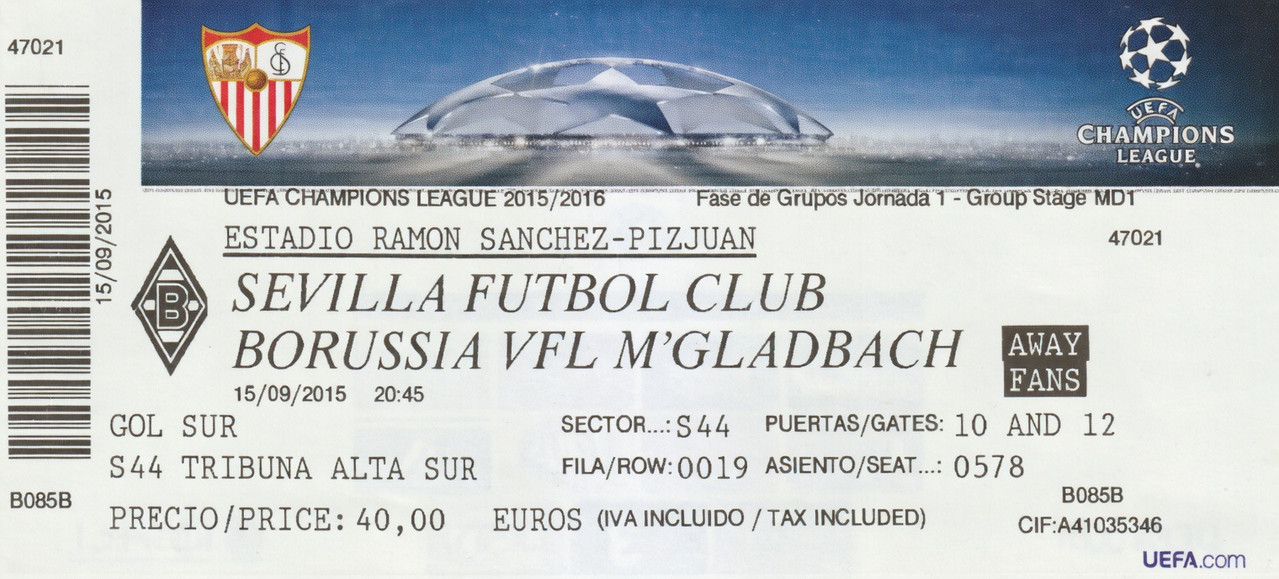 47021
UEFA
CHAMPIONS
LEAGUE
UEFA CHAMPIONS LEAGUE 2015/2016 Fase de Grupos Jornada 1 - Group Stage MD1
ESTADIO RAMON SANCHEZ-PIZJUAN 47021
15/09/2015
B
SEVILLA FUTBOL CLUB
BORUSSIA VFL M'GLADBACH
AWAY
FANS
15/09/2015 20:45
GOL SUR SECTOR...: S44 PUERTAS/GATES: 10 AND 12
S44 TRIBUNA ALTA SUR FILA/ROW: 0019 ASIENTO/SEAT...: 0578
B085B B085B
PRECIO/PRICE: 40,00 EUROS (IVA INCLUIDO / TAX INCLUDED)
CIF:A41035346
UEFA.com